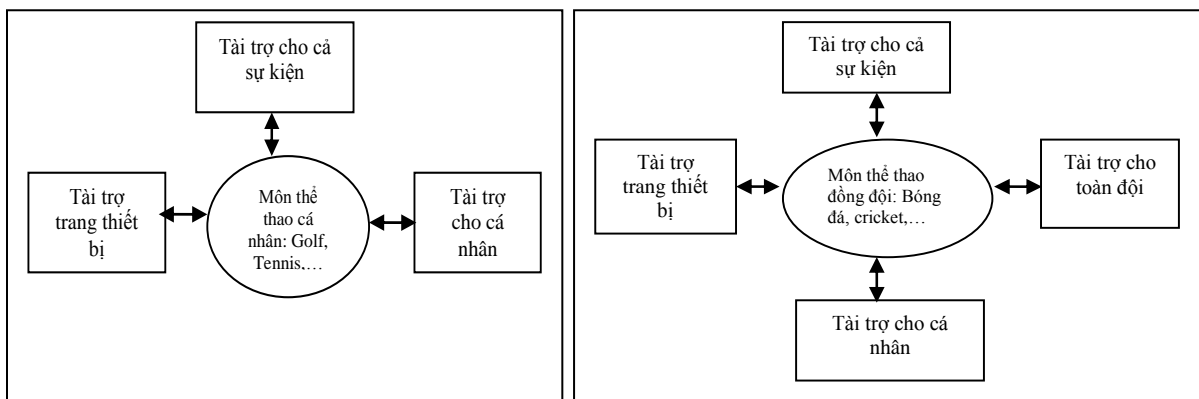 Tài trợ cho cả
sự kiện
Tài trợ
trang thiết
bị
Môn thể
thao cá
nhân: Golf,
Tennis,…
Tài trợ
cho cá
nhân
Tài trợ cho cả
sự kiện
Tài trợ
trang thiết
bị
Môn thể thao
đồng đội: Bóng
đá, cricket,…
Tài trợ cho
toàn đội
Tài trợ cho cá
nhân